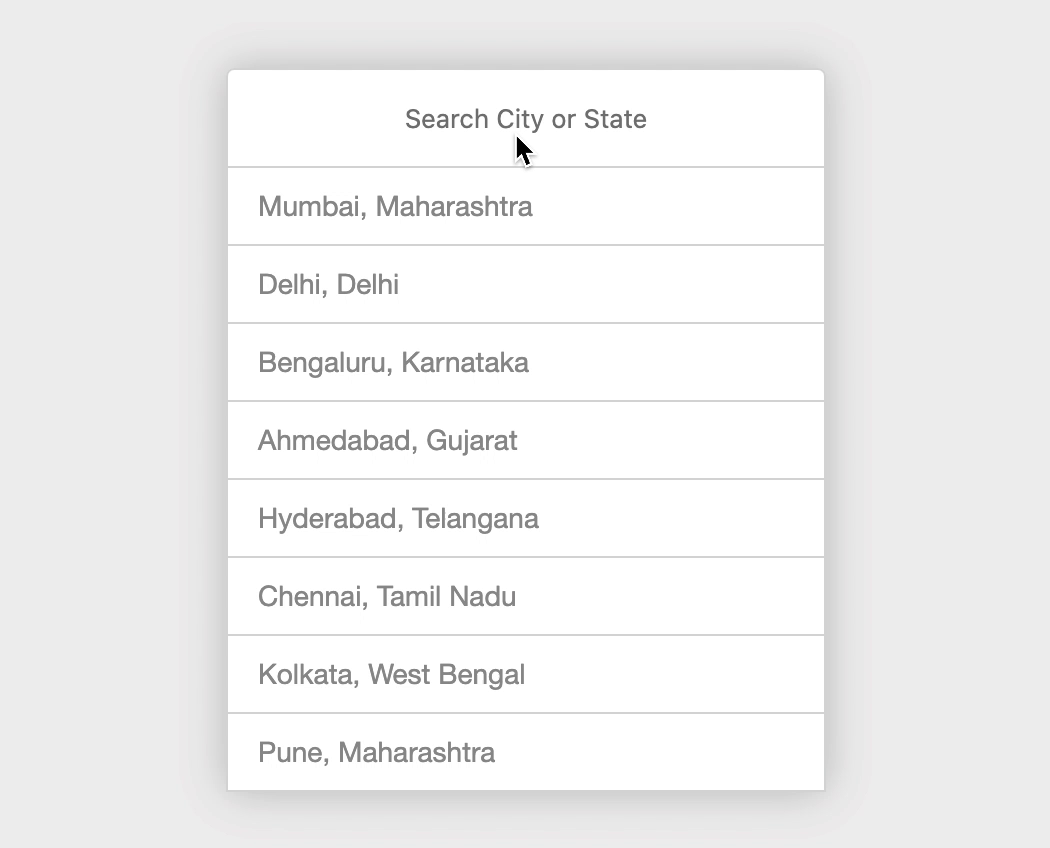 Search City or State
Mumbai, Maharashtra
Delhi, Delhi
Bengaluru, Karnataka
Ahmedabad, Gujarat
Hyderabad, Telangana
Chennai, Tamil Nadu
Kolkata, West Bengal
Pune, Maharashtra